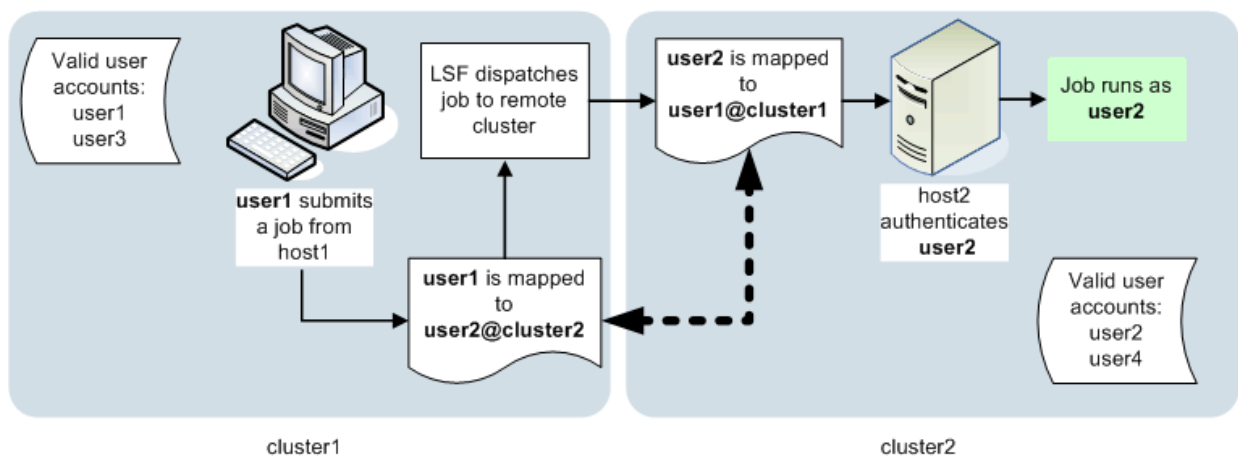 Valid user
accounts:
user1
user3
user1 submits
a job from
host1
user1 is mapped
to
user2@cluster2
LSF dispatches
job to remote
cluster
user2 is mapped
to
user1@cluster1
host2
authenticates
user2
Job runs as
user2
Valid user
accounts:
user2
user4
cluster1
cluster2